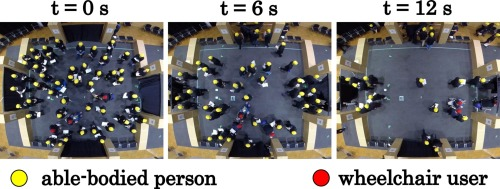 t = 0 s
t = 6 s
t = 12 s
able-bodied person
wheelchair user